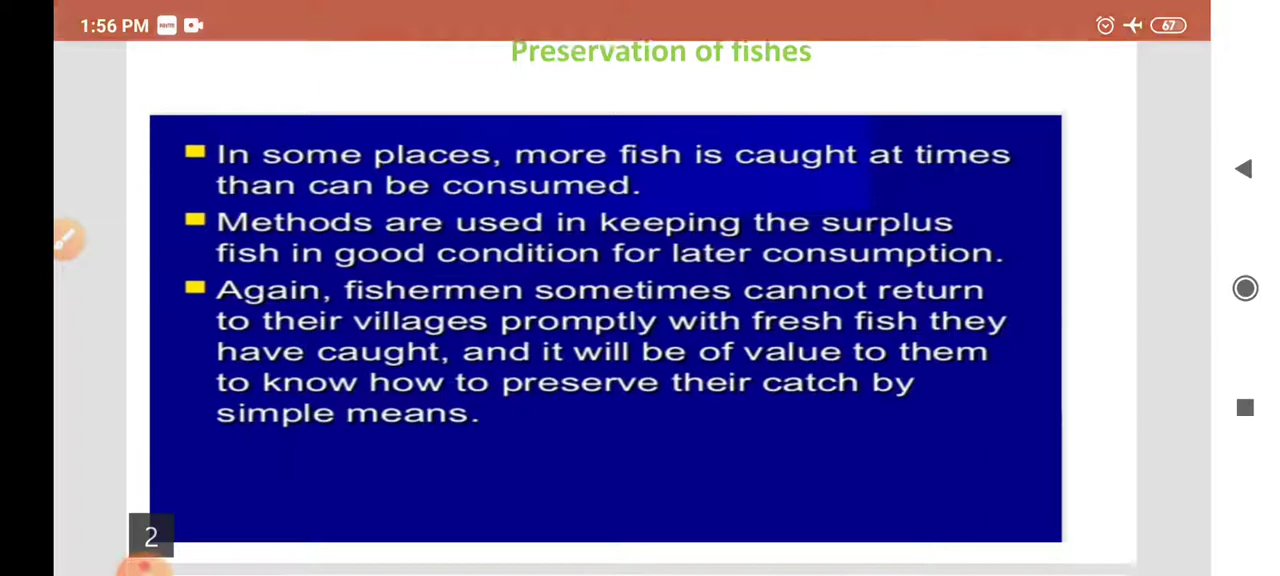 1:56 PM
67
Preservation of fishes
In some places, more fish is caught at times
than can be consumed.
Methods are used in keeping the surplus
fish in good condition for later consumption.
Again, fishermen sometimes cannot return
to their villages promptly with fresh fish they
have caught, and it will be of value to them
to know how to preserve their catch by
simple means.
2